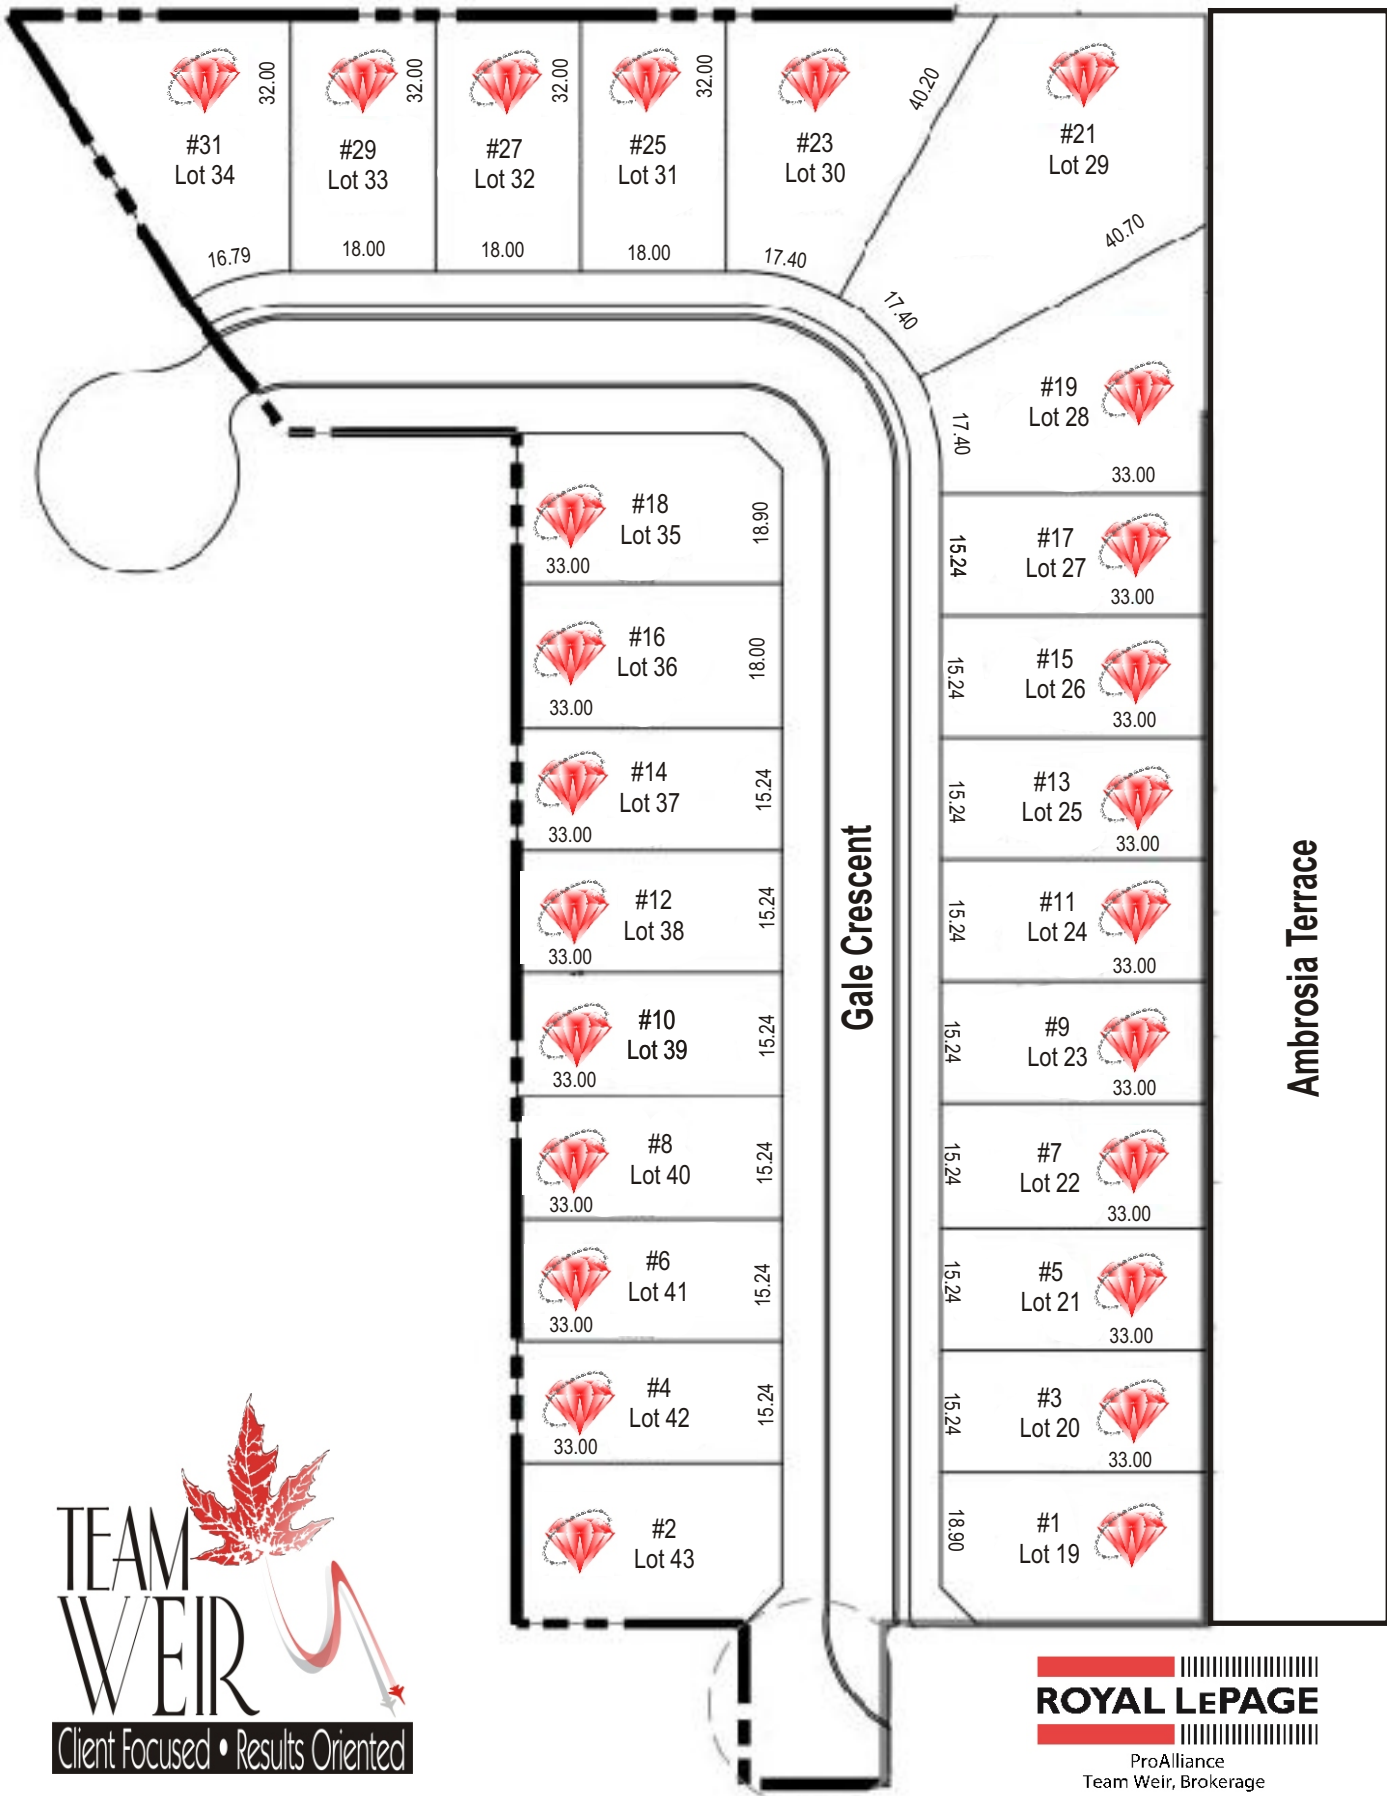 #31
Lot 34
32.00
16.79
#29
Lot 33
32.00
18.00
#27
Lot 32
32.00
18.00
#25
Lot 31
32.00
18.00
#23
Lot 30
40.20
17.40
#21
Lot 29
40.70
17.40
#19
Lot 28
17.40
33.00
#18
Lot 35
18.90
33.00
#17
Lot 27
15.24
33.00
#16
Lot 36
18.00
33.00
#15
Lot 26
15.24
33.00
#14
Lot 37
15.24
33.00
#13
Lot 25
15.24
33.00
#12
Lot 38
15.24
33.00
#11
Lot 24
15.24
33.00
#10
Lot 39
15.24
33.00
#9
Lot 23
15.24
33.00
#8
Lot 40
15.24
33.00
#7
Lot 22
15.24
33.00
#6
Lot 41
15.24
33.00
#5
Lot 21
15.24
33.00
#4
Lot 42
15.24
33.00
#3
Lot 20
15.24
33.00
#2
Lot 43
#1
Lot 19
18.90
Gale Crescent
Ambrosia Terrace
TEAM
WEIR
Client Focused • Results Oriented
ROYAL LEPAGE
ProAlliance
Team Weir, Brokerage